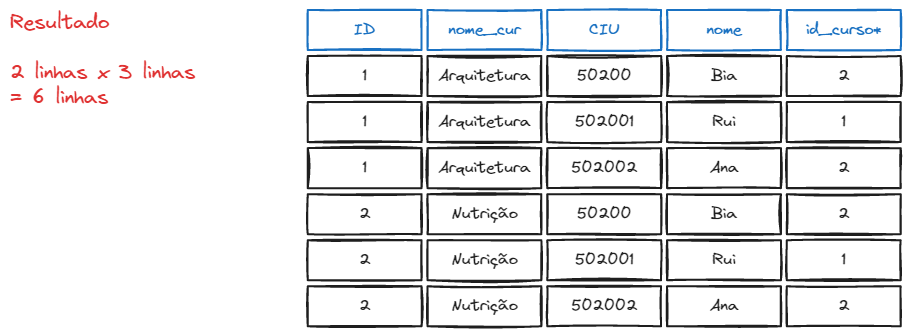 Resultado
2 linhas x 3 linhas
= 6 linhas
ID nome_cur CIU nome id_curso*
1 Arquitetura 50200 Bia 2
1 Arquitetura 502001 Rui 1
1 Arquitetura 502002 Ana 2
2 Nutrição 50200 Bia 2
2 Nutrição 502001 Rui 1
2 Nutrição 502002 Ana 2